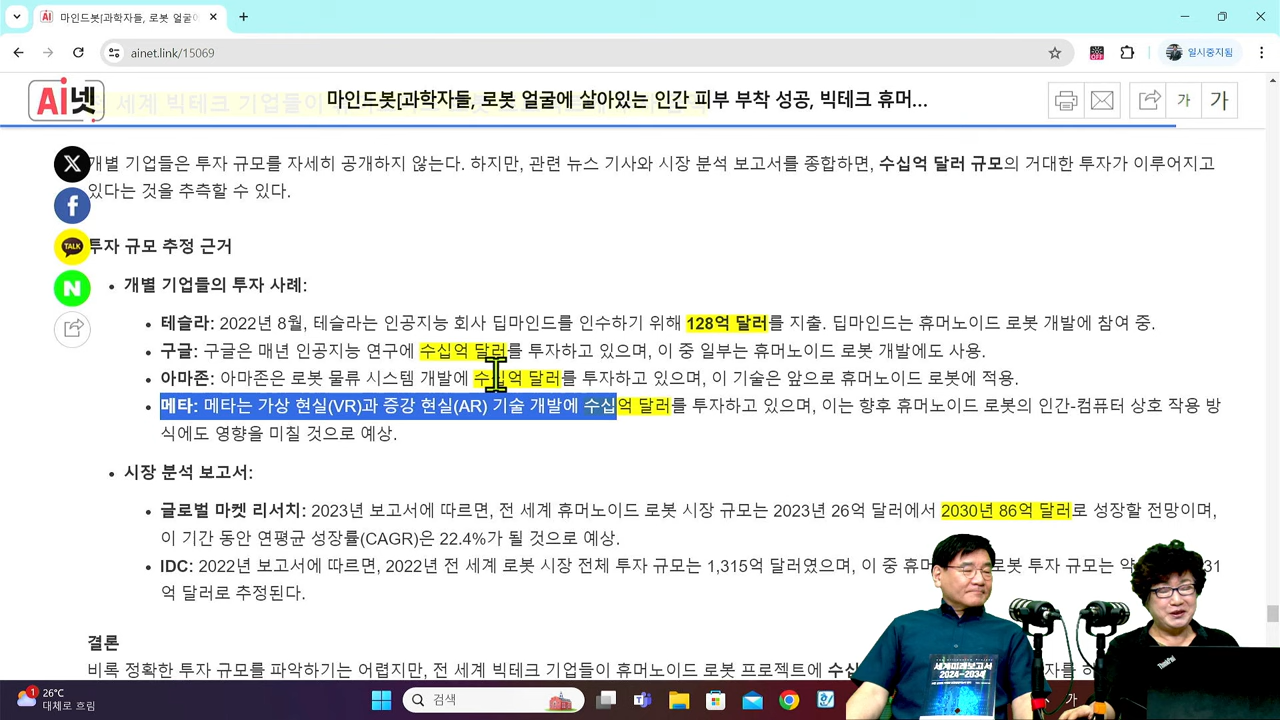 마인드봇[과학자들, 로봇 얼굴에
ainet.link/15069
OFF
일시중지됨
Ai넷
세계 빅테크 기업들이
마인드봇[과학자들, 로봇 얼굴에 살아있는 인간 피부 부착 성공, 빅테크 휴머...
가
가
개별 기업들은 투자 규모를 자세히 공개하지 않는다. 하지만, 관련 뉴스 기사와 시장 분석 보고서를 종합하면, 수십억 달러 규모의 거대한 투자가 이루어지고
있다는 것을 추측할 수 있다.
TALK
투자 규모 추정 근거
N
• 개별 기업들의 투자 사례:
• 테슬라: 2022년 8월, 테슬라는 인공지능 회사 딥마인드를 인수하기 위해 128억 달러를 지출. 딥마인드는 휴머노이드 로봇 개발에 참여 중.
• 구글: 구글은 매년 인공지능 연구에 수십억 달러를 투자하고 있으며, 이 중 일부는 휴머노이드 로봇 개발에도 사용.
• 아마존: 아마존은 로봇 물류 시스템 개발에 수십억 달러를 투자하고 있으며, 이 기술은 앞으로 휴머노이드 로봇에 적용.
• 메타: 메타는 가상 현실(VR)과 증강 현실(AR) 기술 개발에 수십억 달러를 투자하고 있으며, 이는 향후 휴머노이드 로봇의 인간-컴퓨터 상호 작용 방
식에도 영향을 미칠 것으로 예상.
• 시장 분석 보고서:
• 글로벌 마켓 리서치: 2023년 보고서에 따르면, 전 세계 휴머노이드 로봇 시장 규모는 2023년 26억 달러에서 2030년 86억 달러로 성장할 전망이며,
이 기간 동안 연평균 성장률(CAGR)은 22.4%가 될 것으로 예상.
• IDC: 2022년 보고서에 따르면, 2022년 전 세계 로봇 시장 전체 투자 규모는 1,315억 달러였으며, 이 중 휴머 로봇 투자 규모는 약 31
억 달러로 추정된다.
결론
비록 정확한 투자 규모를 파악하기는 어렵지만, 전 세계 빅테크 기업들이 휴머노이드 로봇 프로젝트에 수십
세계미래보고서
2024-2034
ThinkPad
1
26°C
대체로 흐림
검색
가